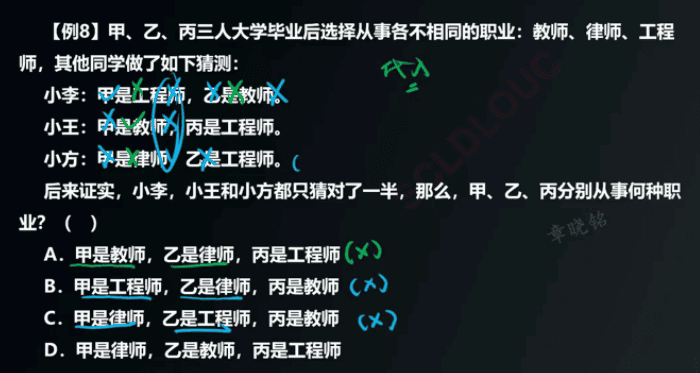 【例8】甲、乙、丙三人大学毕业后选择从事各不相同的职业：教师、律师、工程
师，其他同学做了如下猜测：
代入
小李：甲是工程师，乙是教师。
小王：甲是教师，丙是工程师。
小方：甲是律师，乙是工程师。（
后来证实，小李，小王和小方都只猜对了一半，那么，甲、乙、丙分别从事何种职
业？（ ）
章晓铭
A．甲是教师，乙是律师，丙是工程师 (×)
B．甲是工程师，乙是律师，丙是教师 (×)
C．甲是律师，乙是工程师，丙是教师 (×)
D．甲是律师，乙是教师，丙是工程师